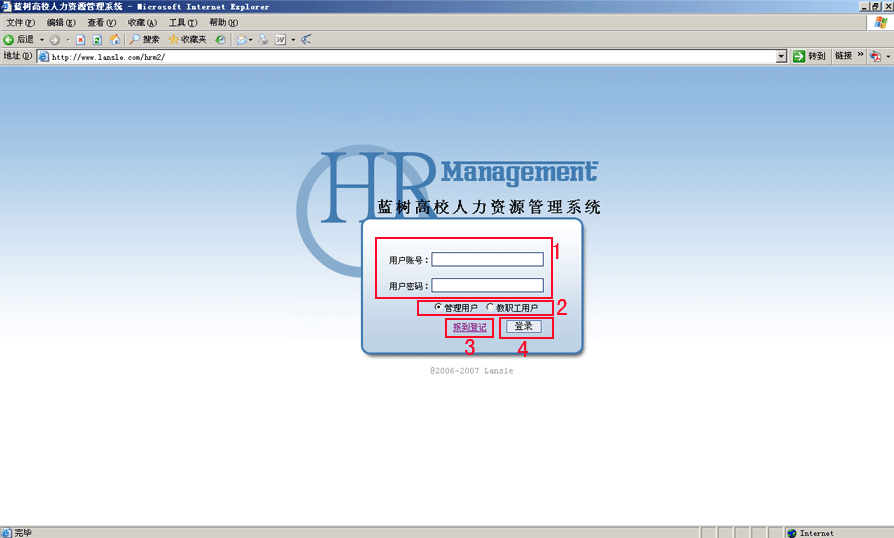 蓝树高校人力资源管理系统 - Microsoft Internet Explorer
文件(F) 编辑(E) 查看(V) 收藏(A) 工具(T) 帮助(H)
后退 搜索 收藏夹
地址(D) http://www.lansle.com/hrm2/ 转到 链接 »
HR Management
蓝树高校人力资源管理系统
用户账号： 1
用户密码：
管理用户 教职工用户 2
报到登记 登录
3 4
@2006-2007 Lansle
完毕 Internet